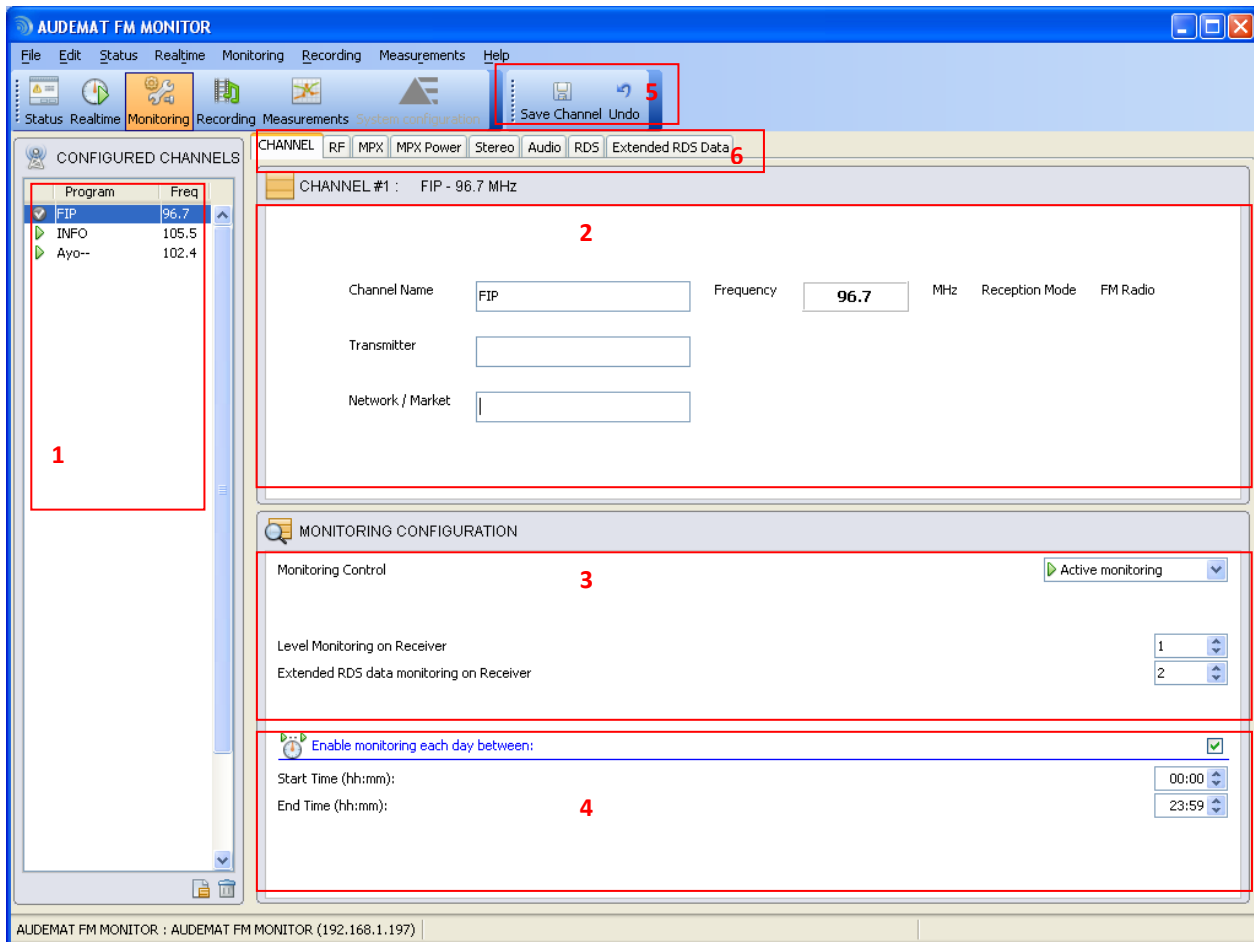 AUDEMAT FM MONITOR
File Edit Status Realtime Monitoring Recording Measurements Help
Status Realtime Monitoring Recording Measurements System configuration
Save Channel Undo
5
CONFIGURED CHANNELS
Program Freq
FIP 96.7
INFO 105.5
Ayo-- 102.4
1
CHANNEL RF MPX MPX Power Stereo Audio RDS Extended RDS Data
6
CHANNEL #1 : FIP - 96.7 MHz
2
Channel Name FIP Frequency 96.7 MHz Reception Mode FM Radio
Transmitter
Network / Market
MONITORING CONFIGURATION
Monitoring Control Active monitoring
3
Level Monitoring on Receiver 1
Extended RDS data monitoring on Receiver 2
Enable monitoring each day between:
Start Time (hh:mm): 00:00
End Time (hh:mm): 23:59
4
AUDEMAT FM MONITOR : AUDEMAT FM MONITOR (192.168.1.197)